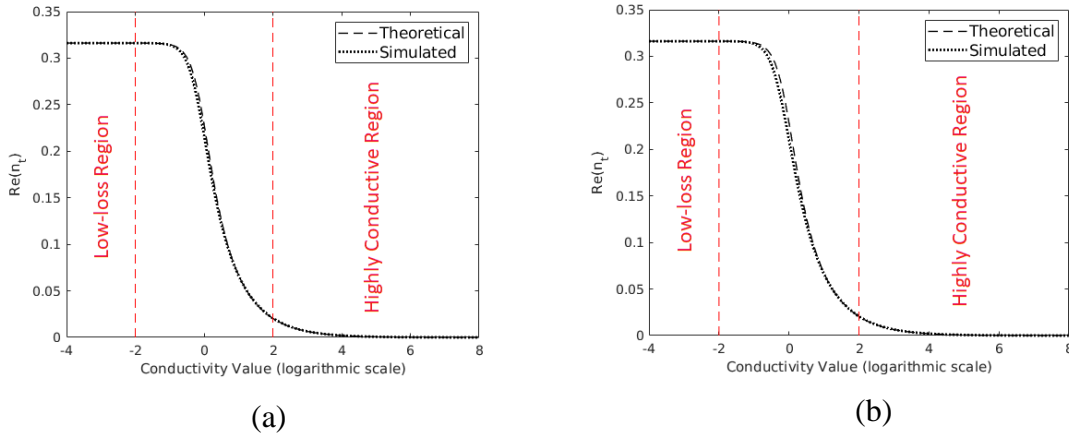 0.35
0.3
0.25
0.2
0.15
0.1
0.05
0
Re(n_t)
Theoretical
Simulated
Low-loss Region
Highly Conductive Region
-4 -2 0 2 4 6 8
Conductivity Value (logarithmic scale)
(a)
0.35
0.3
0.25
0.2
0.15
0.1
0.05
0
Re(n_t)
Theoretical
Simulated
Low-loss Region
Highly Conductive Region
-4 -2 0 2 4 6 8
Conductivity Value (logarithmic scale)
(b)